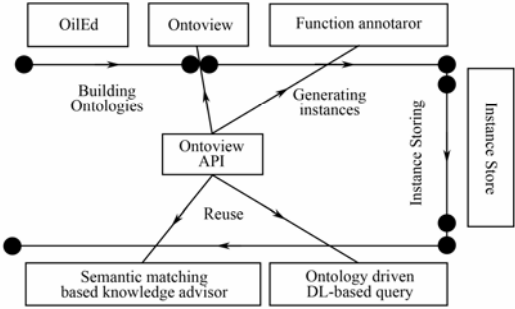 OilEd
Ontoview
Function annotaror
Building
Ontologies
Generating
instances
Ontoview
API
Instance Storing
Instance Store
Reuse
Semantic matching
based knowledge advisor
Ontology driven
DL-based query